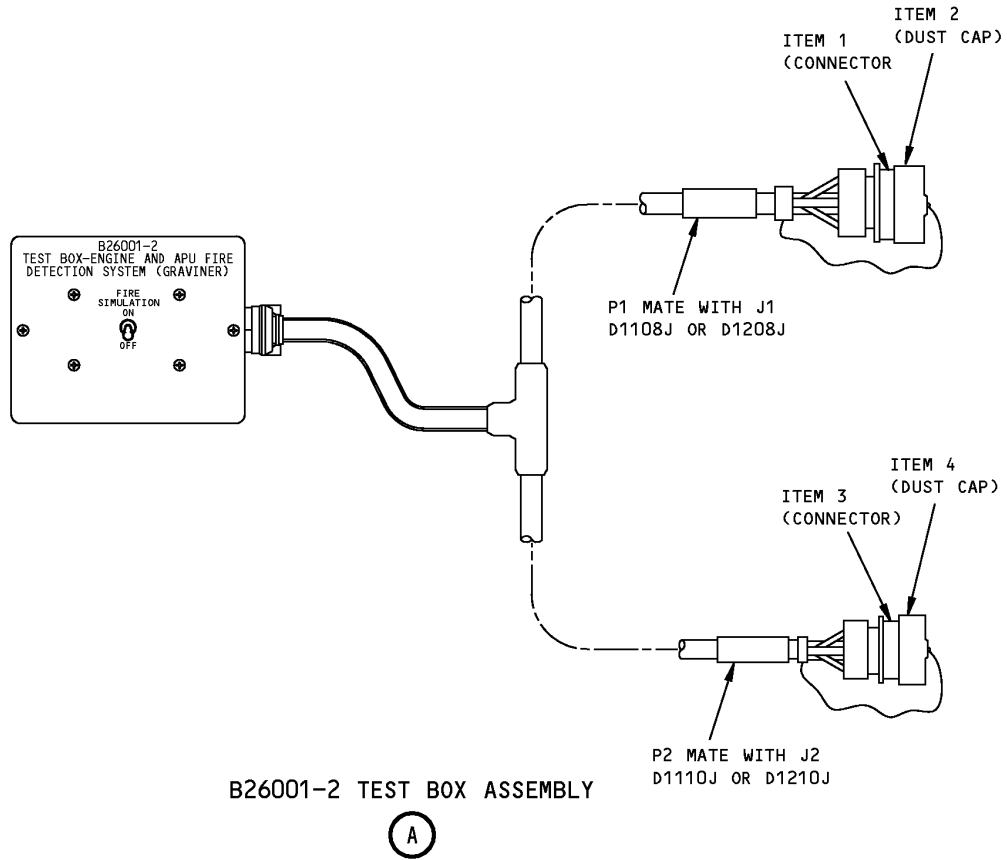 ITEM 2
(DUST CAP)
ITEM 1
(CONNECTOR
B26001-2
TEST BOX-ENGINE AND APU FIRE
DETECTION SYSTEM (GRAVINER)
FIRE
SIMULATION
ON
OFF
P1 MATE WITH J1
D1108J OR D1208J
ITEM 4
(DUST CAP)
ITEM 3
(CONNECTOR)
P2 MATE WITH J2
D1110J OR D1210J
B26001-2 TEST BOX ASSEMBLY
A